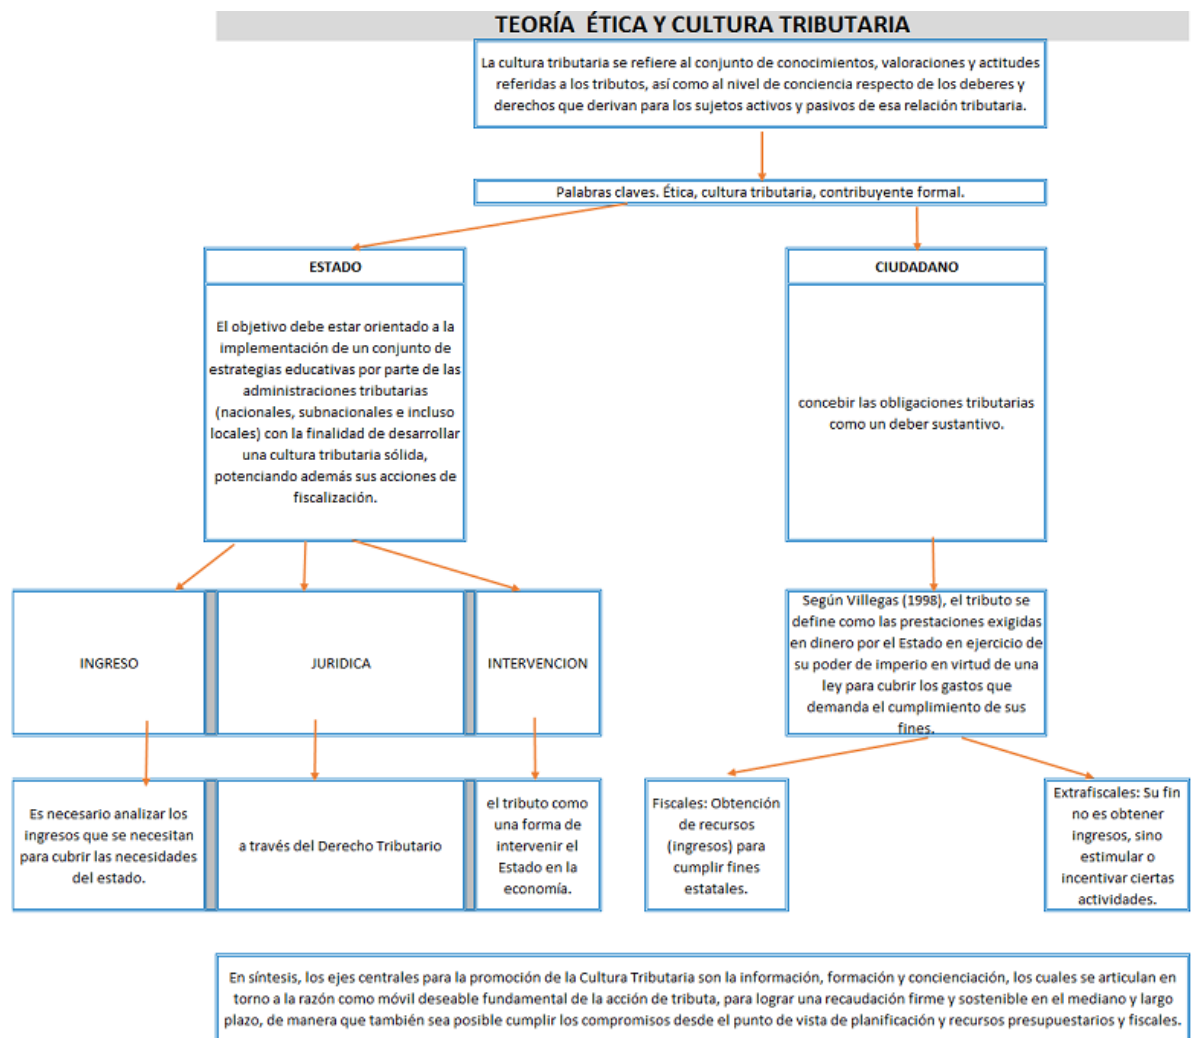 TEORÍA  ÉTICA Y CULTURA TRIBUTARIA
La cultura tributaria se refiere al conjunto de conocimientos, valoraciones y actitudes
referidas a los tributos, así como al nivel de conciencia respecto de los deberes y
derechos que derivan para los sujetos activos y pasivos de esa relación tributaria.
Palabras claves. Ética, cultura tributaria, contribuyente formal.
ESTADO
El objetivo debe estar orientado a la
implementación de un conjunto de
estrategias educativas por parte de las
administraciones tributarias
(nacionales, subnacionales e incluso
locales) con la finalidad de desarrollar
una cultura tributaria sólida,
potenciando además sus acciones de
fiscalización.
CIUDADANO
concebir las obligaciones tributarias
como un deber sustantivo.
INGRESO
JURIDICA
INTERVENCION
Según Villegas (1998), el tributo se
define como las prestaciones exigidas
en dinero por el Estado en ejercicio de
su poder de imperio en virtud de una
ley para cubrir los gastos que
demanda el cumplimiento de sus
fines.
Es necesario analizar los
ingresos que se necesitan
para cubrir las necesidades
del estado.
a través del Derecho Tributario
el tributo como
una forma de
intervenir el
Estado en la
economía.
Fiscales: Obtención
de recursos
(ingresos) para
cumplir fines
estatales.
Extrafiscales: Su fin
no es obtener
ingresos, sino
estimular o
incentivar ciertas
actividades.
En síntesis, los ejes centrales para la promoción de la Cultura Tributaria son la información, formación y concienciación, los cuales se articulan en
torno a la razón como móvil deseable fundamental de la acción de tributa, para lograr una recaudación firme y sostenible en el mediano y largo
plazo, de manera que también sea posible cumplir los compromisos desde el punto de vista de planificación y recursos presupuestarios y fiscales.